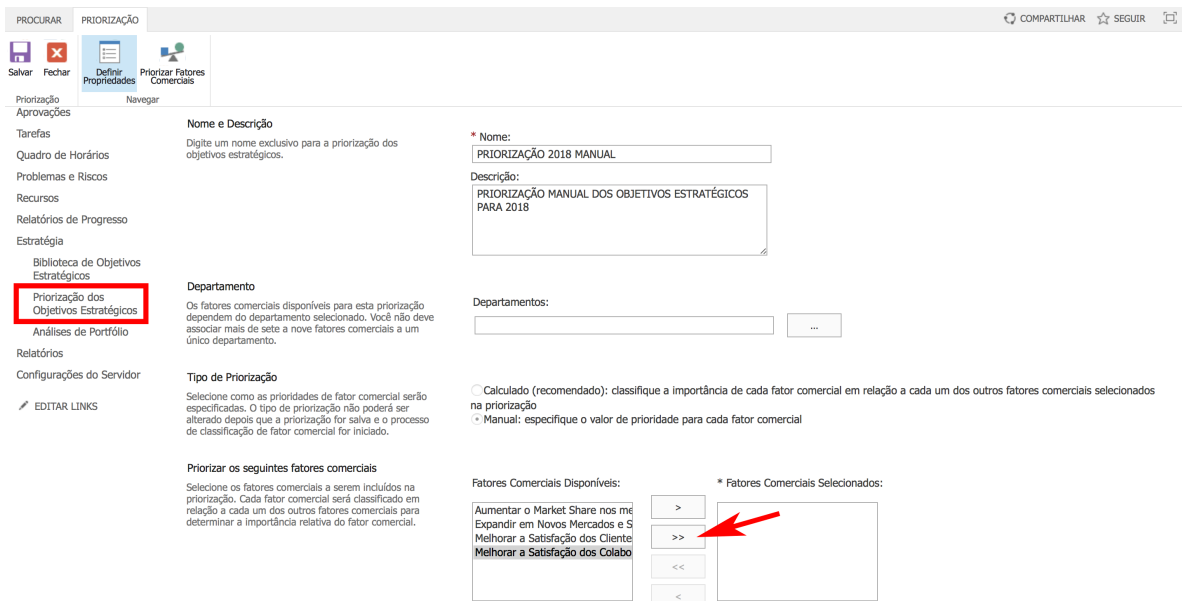 PROCURAR PRIORIZAÇÃO COMPARTILHAR SEGUIR
Salvar Fechar Definir Propriedades Priorizar Fatores Comerciais
Priorização Navegar
Aprovações
Tarefas
Quadro de Horários
Problemas e Riscos
Recursos
Relatórios de Progresso
Estratégia
Biblioteca de Objetivos
Estratégicos
Priorização dos
Objetivos Estratégicos
Análises de Portfólio
Relatórios
Configurações do Servidor
EDITAR LINKS
Nome e Descrição
Digite um nome exclusivo para a priorização dos
objetivos estratégicos.
* Nome:
PRIORIZAÇÃO 2018 MANUAL
Descrição:
PRIORIZAÇÃO MANUAL DOS OBJETIVOS ESTRATÉGICOS
PARA 2018
Departamento
Os fatores comerciais disponíveis para esta priorização
dependem do departamento selecionado. Você não deve
associar mais de sete a nove fatores comerciais a um
único departamento.
Departamentos:
...
Tipo de Priorização
Selecione como as prioridades de fator comercial serão
especificadas. O tipo de priorização não poderá ser
alterado depois que a priorização for salva e o processo
de classificação de fator comercial for iniciado.
Calculado (recomendado): classifique a importância de cada fator comercial em relação a cada um dos outros fatores comerciais selecionados
na priorização
Manual: especifique o valor de prioridade para cada fator comercial
Priorizar os seguintes fatores comerciais
Selecione os fatores comerciais a serem incluídos na
priorização. Cada fator comercial será classificado em
relação a cada um dos outros fatores comerciais para
determinar a importância relativa do fator comercial.
Fatores Comerciais Disponíveis:
Aumentar o Market Share nos me
Expandir em Novos Mercados e S
Melhorar a Satisfação dos Cliente
Melhorar a Satisfação dos Colabo
>
>>
<<
<
* Fatores Comerciais Selecionados: